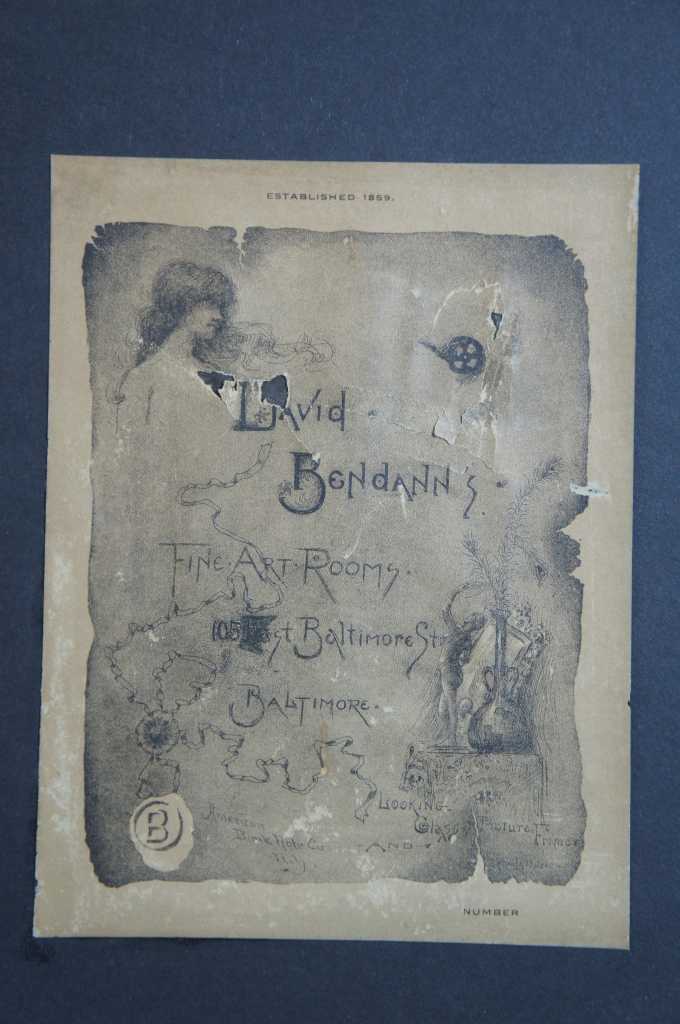 ESTABLISHED 1859.
DAVID
BENDANN'S
FINE·ART·ROOMS.
105 East Baltimore St
BALTIMORE.
LOOKING
Glass & Picture Frames
AND
American
Bank Note Co.
N.Y.
B
NUMBER